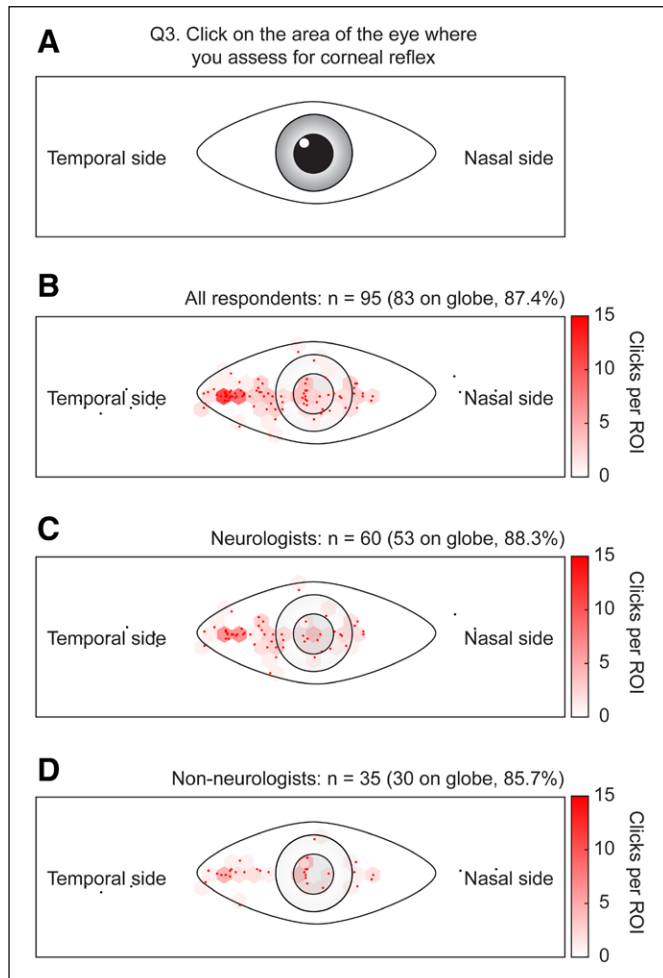 A
Q3. Click on the area of the eye where
you assess for corneal reflex
Temporal side
Nasal side
B
All respondents: n = 95 (83 on globe, 87.4%)
Temporal side
Nasal side
15
10
5
0
Clicks per ROI
C
Neurologists: n = 60 (53 on globe, 88.3%)
Temporal side
Nasal side
15
10
5
0
Clicks per ROI
D
Non-neurologists: n = 35 (30 on globe, 85.7%)
Temporal side
Nasal side
15
10
5
0
Clicks per ROI